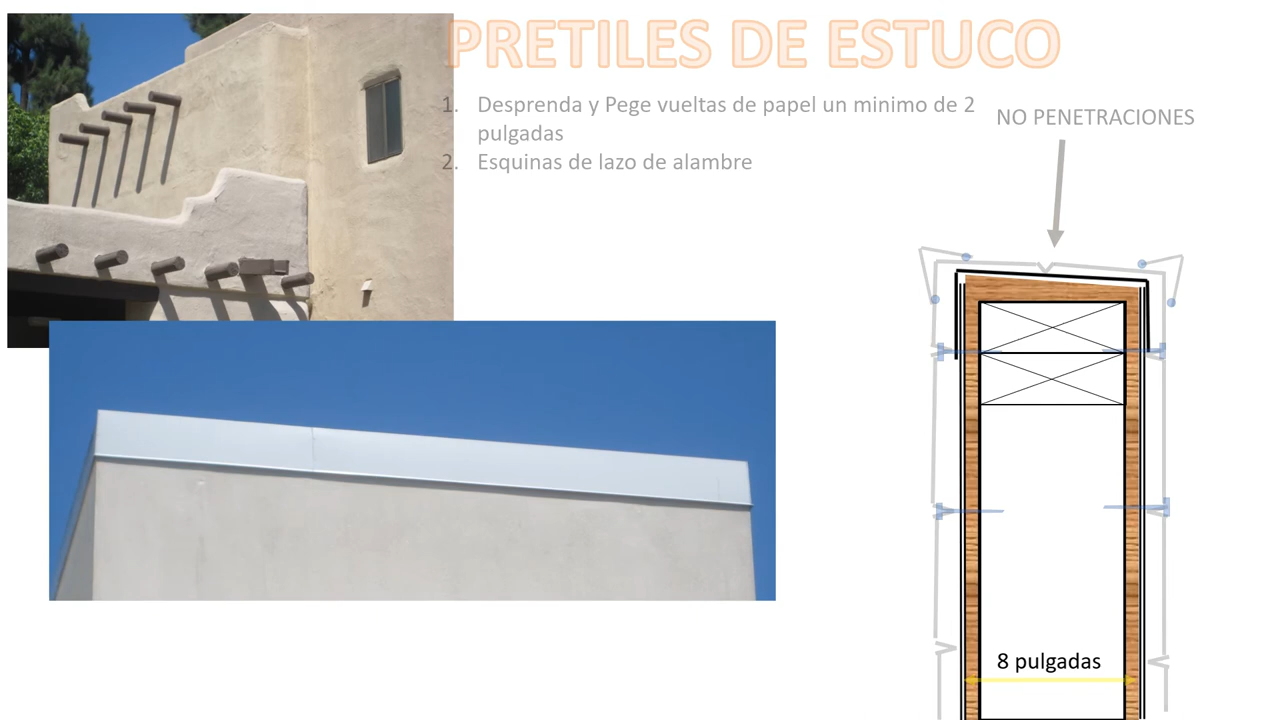 PRETILES DE ESTUCO
1. Desprenda y Pege vueltas de papel un minimo de 2
pulgadas
2. Esquinas de lazo de alambre
NO PENETRACIONES
8 pulgadas